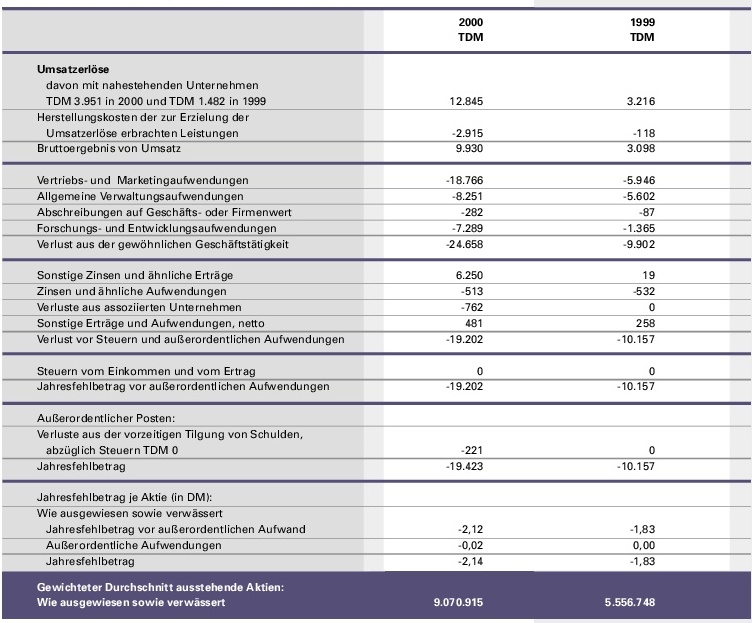 2000 1999
TDM TDM
Umsatzerlöse
davon mit nahestehenden Unternehmen
TDM 3.951 in 2000 und TDM 1.482 in 1999 12.845 3.216
Herstellungskosten der zur Erzielung der
Umsatzerlöse erbrachten Leistungen -2.915 -118
Bruttoergebnis von Umsatz 9.930 3.098
Vertriebs- und Marketingaufwendungen -18.766 -5.946
Allgemeine Verwaltungsaufwendungen -8.251 -5.602
Abschreibungen auf Geschäfts- oder Firmenwert -282 -87
Forschungs- und Entwicklungsaufwendungen -7.289 -1.365
Verlust aus der gewöhnlichen Geschäftstätigkeit -24.658 -9.902
Sonstige Zinsen und ähnliche Erträge 6.250 19
Zinsen und ähnliche Aufwendungen -513 -532
Verluste aus assoziierten Unternehmen -762 0
Sonstige Erträge und Aufwendungen, netto 481 258
Verlust vor Steuern und außerordentlichen Aufwendungen -19.202 -10.157
Steuern vom Einkommen und vom Ertrag 0 0
Jahresfehlbetrag vor außerordentlichen Aufwendungen -19.202 -10.157
Außerordentlicher Posten:
Verluste aus der vorzeitigen Tilgung von Schulden,
abzüglich Steuern TDM 0 -221 0
Jahresfehlbetrag -19.423 -10.157
Jahresfehlbetrag je Aktie (in DM):
Wie ausgewiesen sowie verwässert
Jahresfehlbetrag vor außerordentlichen Aufwand -2,12 -1,83
Außerordentliche Aufwendungen -0,02 0,00
Jahresfehlbetrag -2,14 -1,83
Gewichteter Durchschnitt ausstehende Aktien:
Wie ausgewiesen sowie verwässert 9.070.915 5.556.748